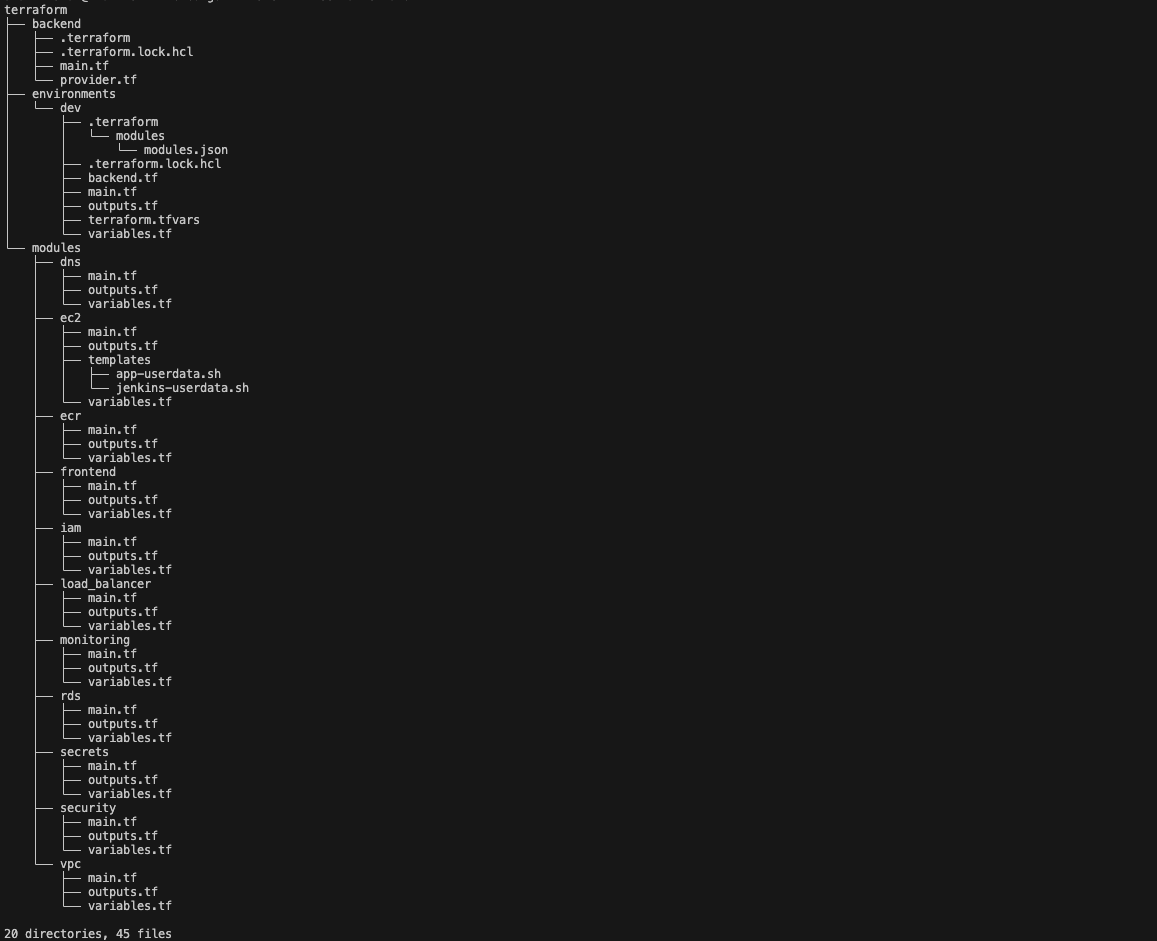 terraform
├── backend
│   ├── .terraform
│   ├── .terraform.lock.hcl
│   ├── main.tf
│   └── provider.tf
├── environments
│   └── dev
│       ├── .terraform
│       │   └── modules
│       │       └── modules.json
│       ├── .terraform.lock.hcl
│       ├── backend.tf
│       ├── main.tf
│       ├── outputs.tf
│       ├── terraform.tfvars
│       └── variables.tf
└── modules
    ├── dns
    │   ├── main.tf
    │   ├── outputs.tf
    │   └── variables.tf
    ├── ec2
    │   ├── main.tf
    │   ├── outputs.tf
    │   ├── templates
    │   │   ├── app-userdata.sh
    │   │   └── jenkins-userdata.sh
    │   └── variables.tf
    ├── ecr
    │   ├── main.tf
    │   ├── outputs.tf
    │   └── variables.tf
    ├── frontend
    │   ├── main.tf
    │   ├── outputs.tf
    │   └── variables.tf
    ├── iam
    │   ├── main.tf
    │   ├── outputs.tf
    │   └── variables.tf
    ├── load_balancer
    │   ├── main.tf
    │   ├── outputs.tf
    │   └── variables.tf
    ├── monitoring
    │   ├── main.tf
    │   ├── outputs.tf
    │   └── variables.tf
    ├── rds
    │   ├── main.tf
    │   ├── outputs.tf
    │   └── variables.tf
    ├── secrets
    │   ├── main.tf
    │   ├── outputs.tf
    │   └── variables.tf
    ├── security
    │   ├── main.tf
    │   ├── outputs.tf
    │   └── variables.tf
    └── vpc
        ├── main.tf
        ├── outputs.tf
        └── variables.tf
20 directories, 45 files